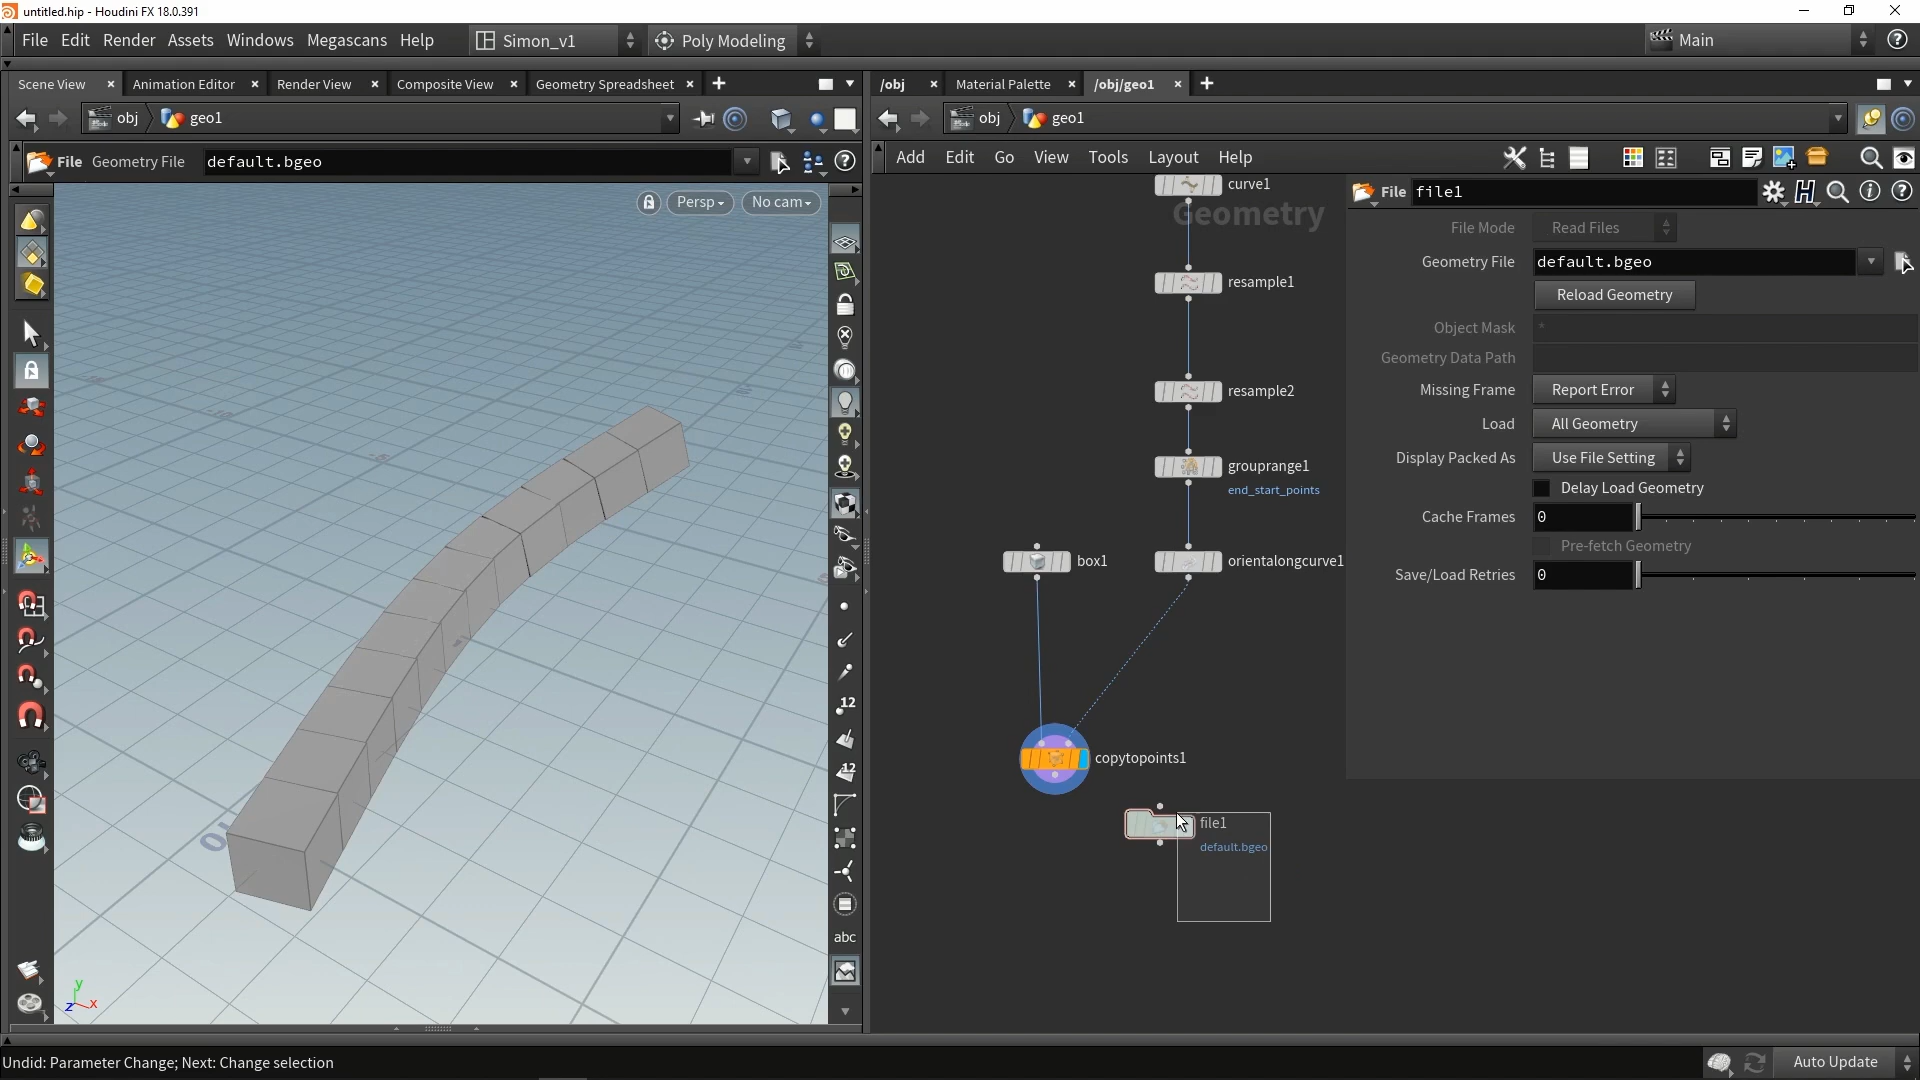 untitled.hip - Houdini FX 18.0.391
File Edit Render Assets Windows Megascans Help Simon_v1 Poly Modeling Main
Scene View Animation Editor Render View Composite View Geometry Spreadsheet /obj Material Palette /obj/geo1
obj geo1 obj geo1
File Geometry File default.bgeo Add Edit Go View Tools Layout Help
Persp No cam
curve1
Geometry
resample1
resample2
grouprange1
end_start_points
box1
orientalongcurve1
copytopoints1
file1
default.bgeo
File file1
File Mode Read Files
Geometry File default.bgeo
Reload Geometry
Object Mask *
Geometry Data Path
Missing Frame Report Error
Load All Geometry
Display Packed As Use File Setting
Delay Load Geometry
Cache Frames 0
Pre-fetch Geometry
Save/Load Retries 0
12
12
abc
y
z x
Undid: Parameter Change; Next: Change selection Auto Update